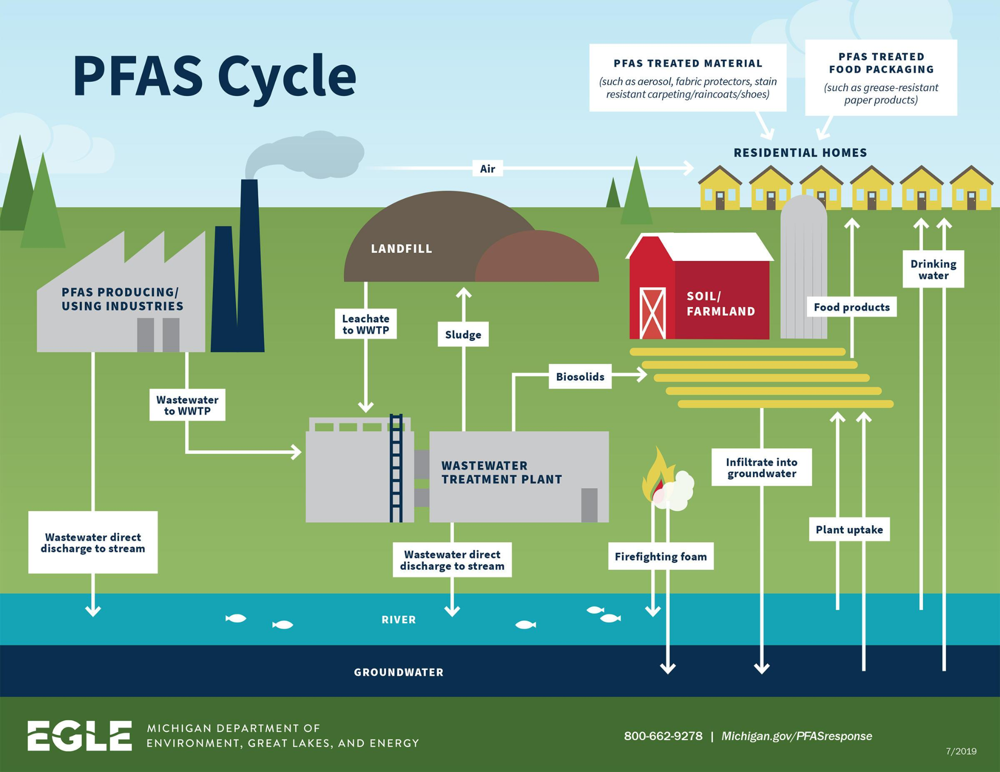 PFAS Cycle
PFAS TREATED MATERIAL
(such as aerosol, fabric protectors, stain
resistant carpeting/raincoats/shoes)
PFAS TREATED
FOOD PACKAGING
(such as grease-resistant
paper products)
RESIDENTIAL HOMES
Air
LANDFILL
PFAS PRODUCING/
USING INDUSTRIES
Leachate
to WWTP
Sludge
SOIL/
FARMLAND
Food products
Drinking
water
Biosolids
Wastewater
to WWTP
WASTEWATER
TREATMENT PLANT
Infiltrate into
groundwater
Plant uptake
Wastewater direct
discharge to stream
Wastewater direct
discharge to stream
Firefighting foam
RIVER
GROUNDWATER
EGLE
MICHIGAN DEPARTMENT OF
ENVIRONMENT, GREAT LAKES, AND ENERGY
800-662-9278 | Michigan.gov/PFASresponse
7/2019